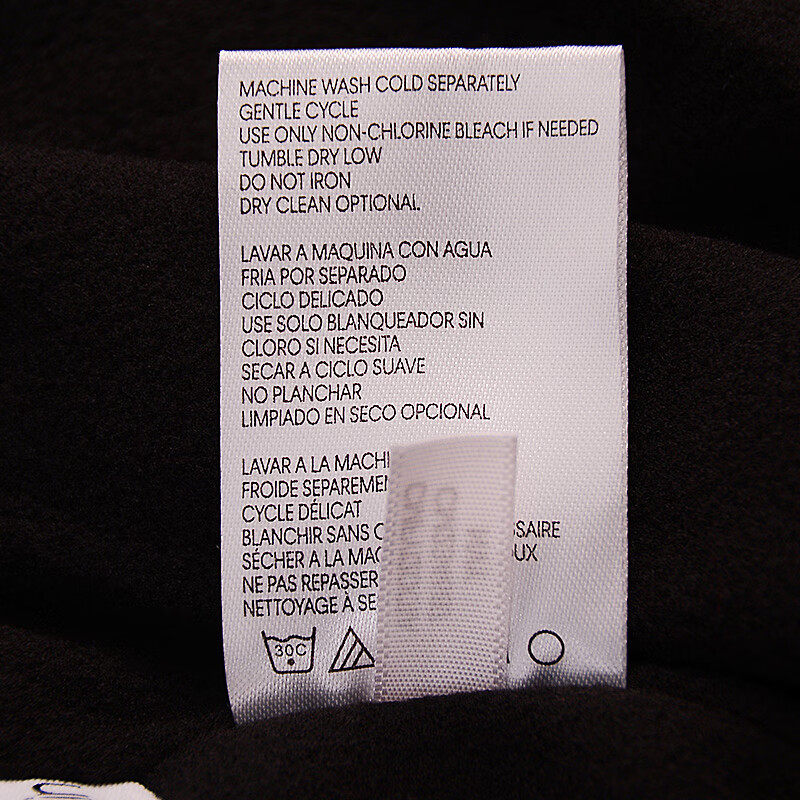 MACHINE WASH COLD SEPARATELY
GENTLE CYCLE
USE ONLY NON-CHLORINE BLEACH IF NEEDED
TUMBLE DRY LOW
DO NOT IRON
DRY CLEAN OPTIONAL
LAVAR A MAQUINA CON AGUA
FRIA POR SEPARADO
CICLO DELICADO
USE SOLO BLANQUEADOR SIN
CLORO SI NECESITA
SECAR A CICLO SUAVE
NO PLANCHAR
LIMPIADO EN SECO OPCIONAL
LAVAR A LA MACHI
FROIDE SEPAREME
CYCLE DÉLICAT
BLANCHIR SANS C SSAIRE
SÉCHER A LA MAC UX
NE PAS REPASSER
NETTOYAGE À SE
30C